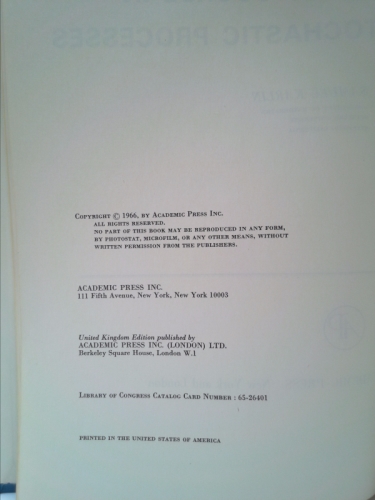 COPYRIGHT © 1966, BY ACADEMIC PRESS INC.
ALL RIGHTS RESERVED.
NO PART OF THIS BOOK MAY BE REPRODUCED IN ANY FORM,
BY PHOTOSTAT, MICROFILM, OR ANY OTHER MEANS, WITHOUT
WRITTEN PERMISSION FROM THE PUBLISHERS.
ACADEMIC PRESS INC.
111 Fifth Avenue, New York, New York 10003
United Kingdom Edition published by
ACADEMIC PRESS INC. (LONDON) LTD.
Berkeley Square House, London W.1
LIBRARY OF CONGRESS CATALOG CARD NUMBER : 65-26401
PRINTED IN THE UNITED STATES OF AMERICA